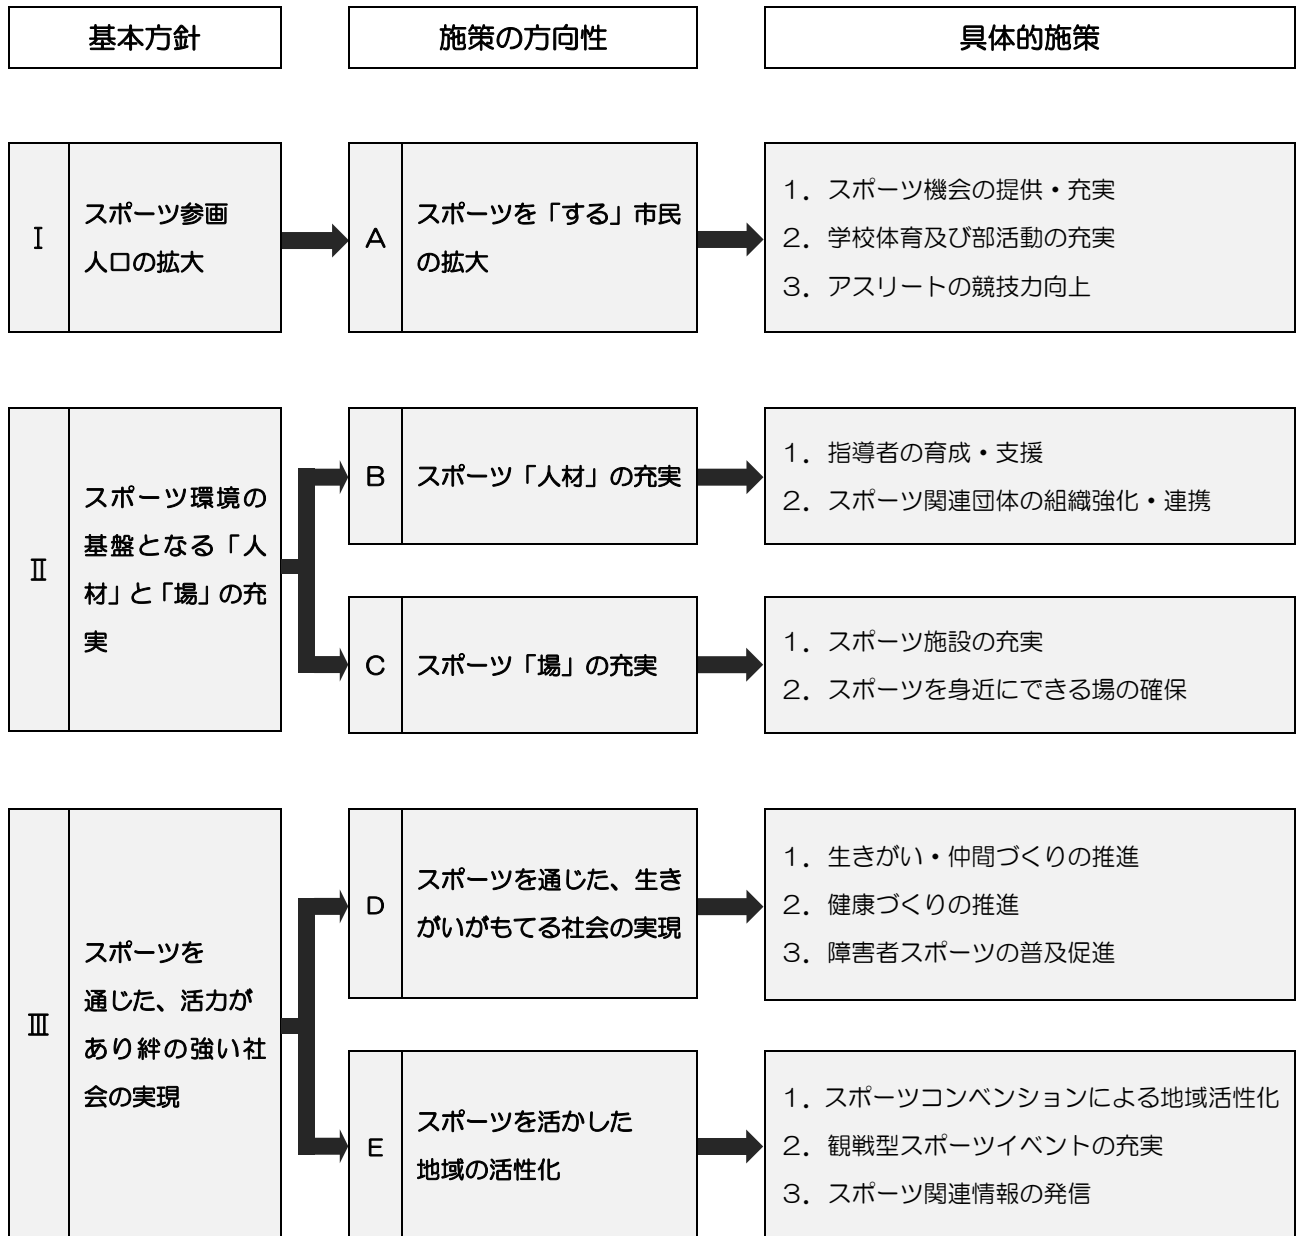 基本方針
施策の方向性
具体的施策
Ⅰ
スポーツ参画
人口の拡大
A
スポーツを「する」市民
の拡大
1．スポーツ機会の提供・充実
2．学校体育及び部活動の充実
3．アスリートの競技力向上
Ⅱ
スポーツ環境の
基盤となる「人
材」と「場」の充
実
B
スポーツ「人材」の充実
1．指導者の育成・支援
2．スポーツ関連団体の組織強化・連携
C
スポーツ「場」の充実
1．スポーツ施設の充実
2．スポーツを身近にできる場の確保
Ⅲ
スポーツを
通じた、活力が
あり絆の強い社
会の実現
D
スポーツを通じた、生き
がいがもてる社会の実現
1．生きがい・仲間づくりの推進
2．健康づくりの推進
3．障害者スポーツの普及促進
E
スポーツを活かした
地域の活性化
1．スポーツコンベンションによる地域活性化
2．観戦型スポーツイベントの充実
3．スポーツ関連情報の発信